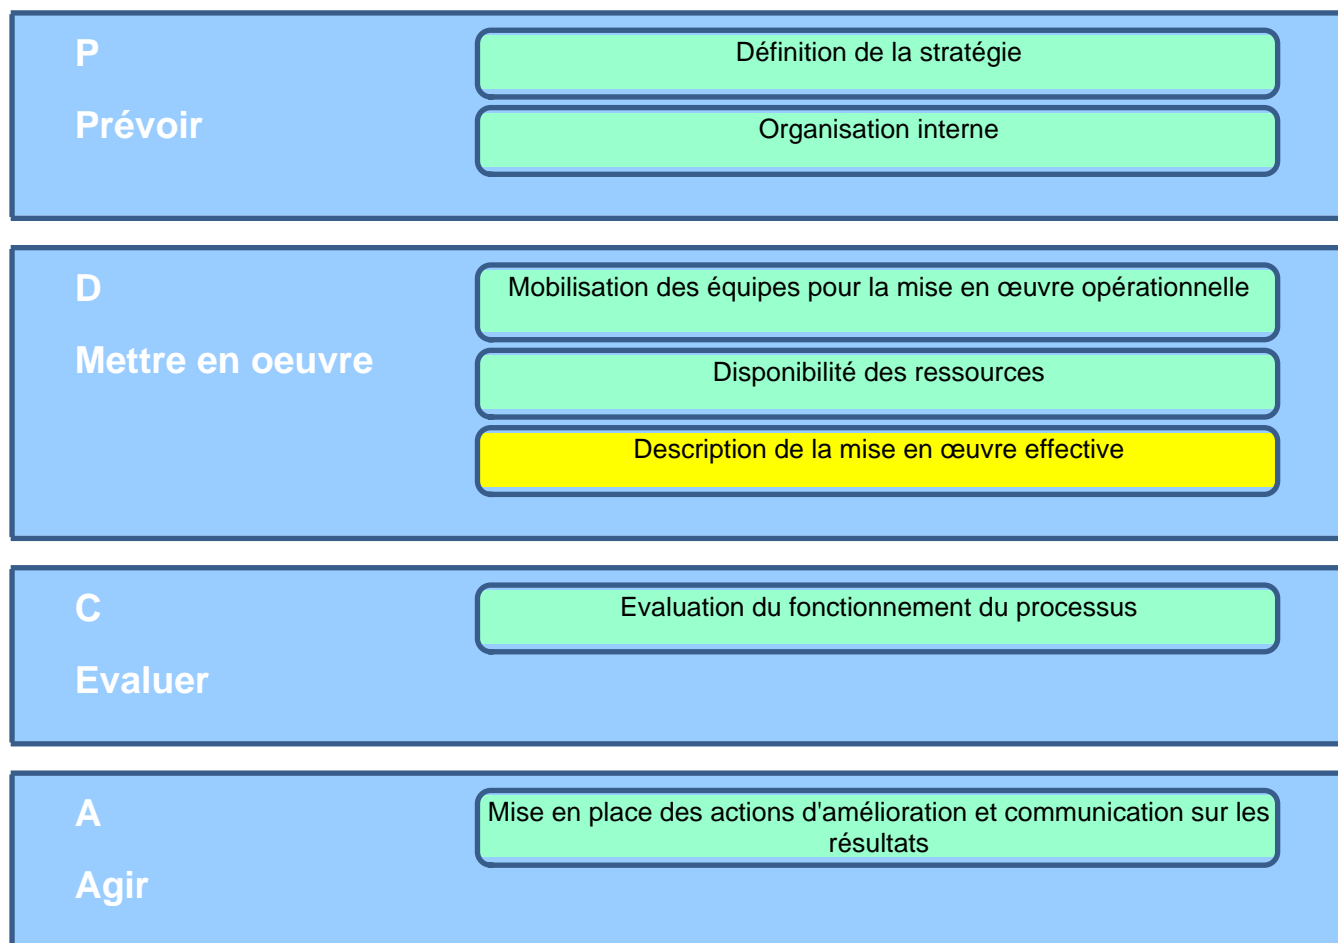 P
Prévoir
Définition de la stratégie
Organisation interne
D
Mettre en oeuvre
Mobilisation des équipes pour la mise en œuvre opérationnelle
Disponibilité des ressources
Description de la mise en œuvre effective
C
Evaluer
Evaluation du fonctionnement du processus
A
Agir
Mise en place des actions d'amélioration et communication sur les
résultats